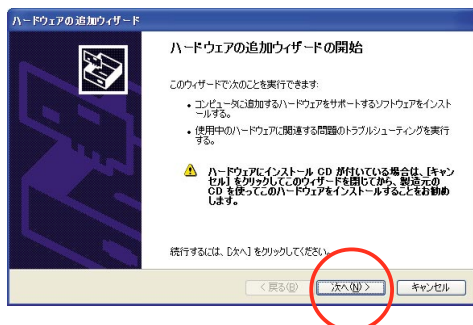 ハードウェアの追加ウィザード
ハードウェアの追加ウィザードの開始
このウィザードで次のことを実行できます:
• コンピュータに追加するハードウェアをサポートするソフトウェアをインスト
ールする。
• 使用中のハードウェアに関連する問題のトラブルシューティングを実行
する。
ハードウェアにインストール CD が付いている場合は、[キャン
セル] をクリックしてこのウィザードを閉じてから、製造元の
CD を使ってこのハードウェアをインストールすることをお勧め
します。
続行するには、[次へ] をクリックしてください。
< 戻る(B)
次へ(N) >
キャンセル